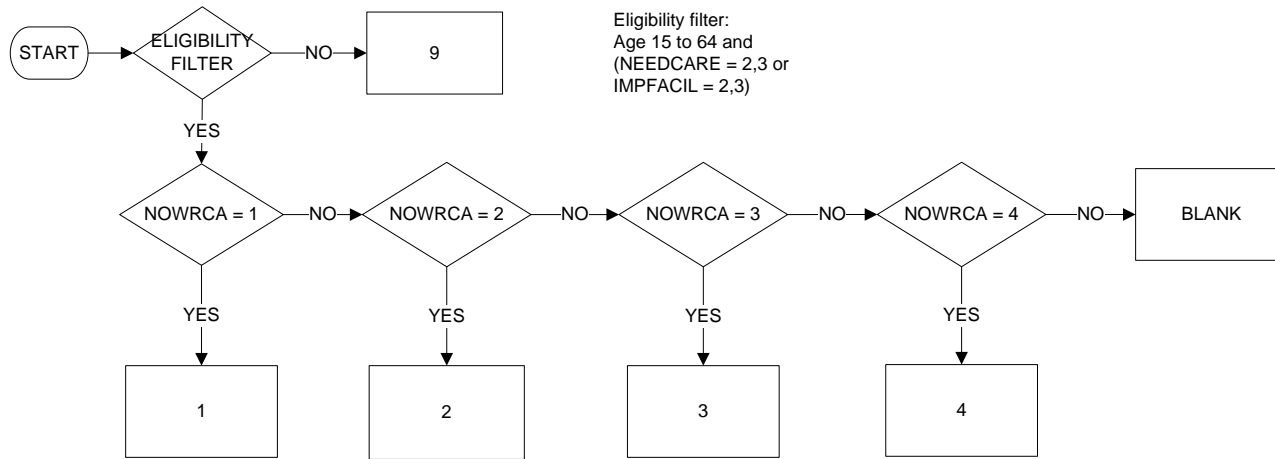 START
ELIGIBILITY
FILTER
NO
9
Eligibility filter:
Age 15 to 64 and
(NEEDCARE = 2,3 or
IMPFACIL = 2,3)
YES
NOWRCA = 1
NO
NOWRCA = 2
NO
NOWRCA = 3
NO
NOWRCA = 4
NO
BLANK
YES
YES
YES
YES
1
2
3
4